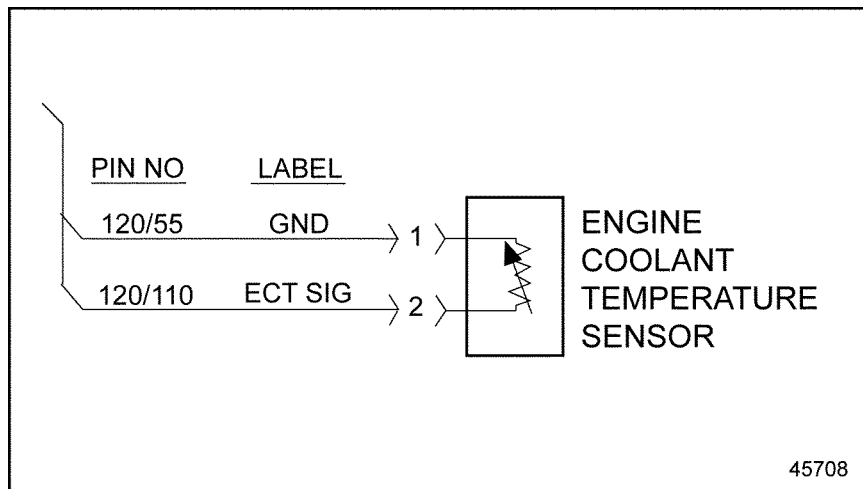 PIN NO LABEL
120/55 GND 1
120/110 ECT SIG 2
ENGINE
COOLANT
TEMPERATURE
SENSOR
45708